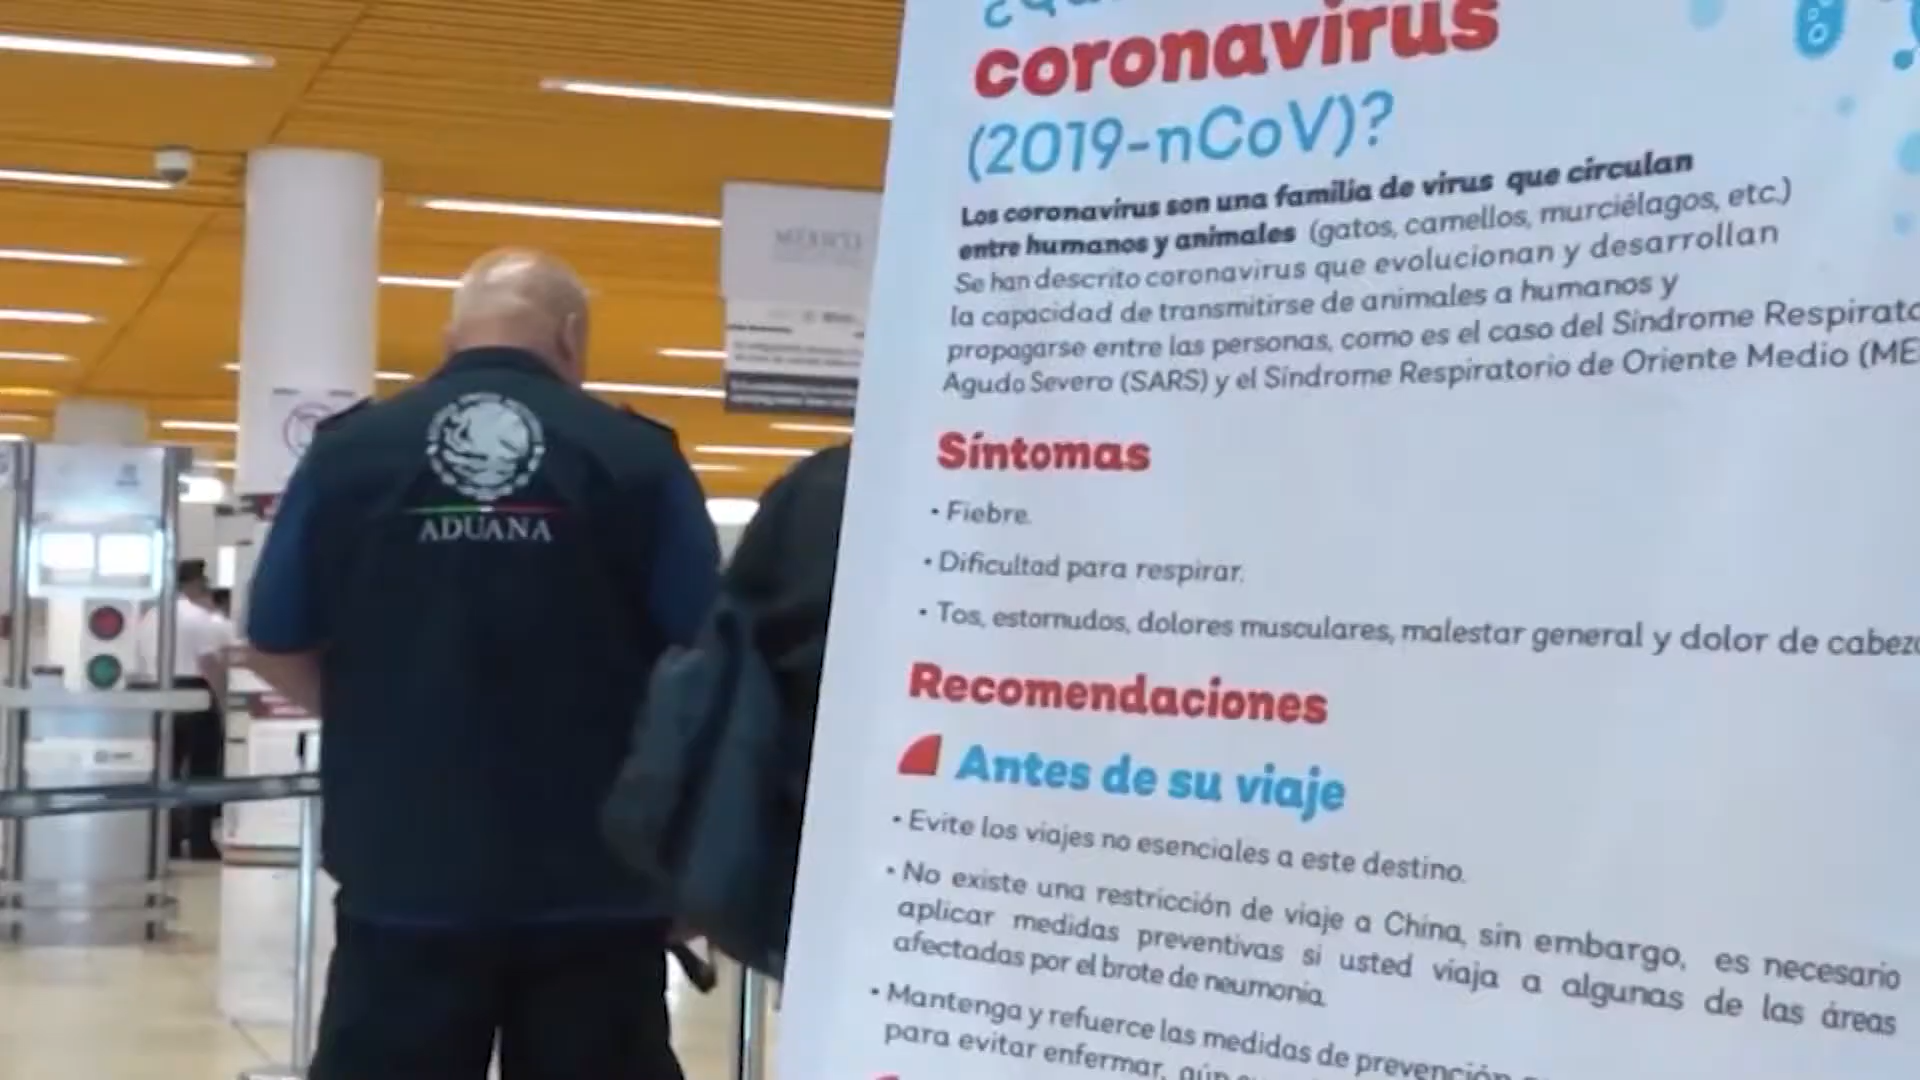 coronavirus
(2019-nCoV)?
Los coronavirus son una familia de virus que circulan
entre humanos y animales (gatos, camellos, murciélagos, etc.)
Se han descrito coronavirus que evolucionan y desarrollan
la capacidad de transmitirse de animales a humanos y
propagarse entre las personas, como es el caso del Síndrome
Agudo Severo (SARS) y el Síndrome Respiratorio de Oriente Medio
Síntomas
• Fiebre.
• Dificultad para respirar.
• Tos, estornudos, dolores musculares, malestar general y dolor de
Recomendaciones
Antes de su viaje
• Evite los viajes no esenciales a este destino.
• No existe una restricción de viaje a China, sin embargo, es necesario
aplicar medidas preventivas si usted viaja a algunas de las áreas
afectadas por el brote de neumonía.
• Mantenga y refuerce las medidas de prevención
para evitar enfermar, aún
ADUANA
MÉXICO